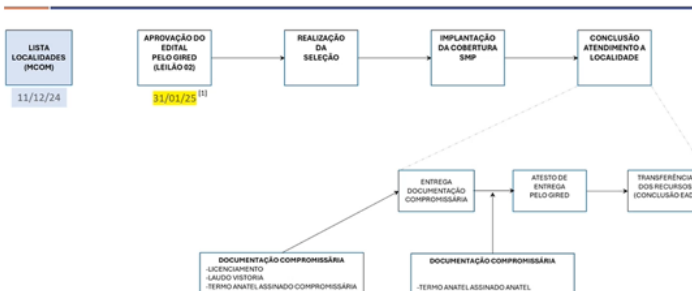 LISTA
LOCALIDADES
(MCOM)
11/12/24
APROVAÇÃO DO
EDITAL
PELO GIRED
(LEILÃO 02)
31/01/25 [1]
REALIZAÇÃO
DA
SELEÇÃO
IMPLANTAÇÃO
DA COBERTURA
SMP
CONCLUSÃO
ATENDIMENTO A
LOCALIDADE
ENTREGA
DOCUMENTAÇÃO
COMPROMISSÁRIA
ATESTO DE
ENTREGA
PELO GIRED
TRANSFERÊNCIA
DOS RECURSOS
(CONCLUSÃO EAD
DOCUMENTAÇÃO COMPROMISSÁRIA
-LICENCIAMENTO
-LAUDO VISTORIA
-TERMO ANATEL ASSINADO COMPROMISSÁRIA
DOCUMENTAÇÃO COMPROMISSÁRIA
-TERMO ANATEL ASSINADO ANATEL